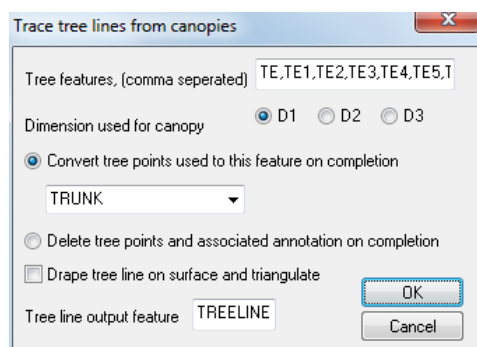 Trace tree lines from canopies
Tree features, (comma seperated) TE,TE1,TE2,TE3,TE4,TE5,T
Dimension used for canopy D1 D2 D3
Convert tree points used to this feature on completion
TRUNK
Delete tree points and associated annotation on completion
Drape tree line on surface and triangulate
OK
Tree line output feature TREELINE
Cancel